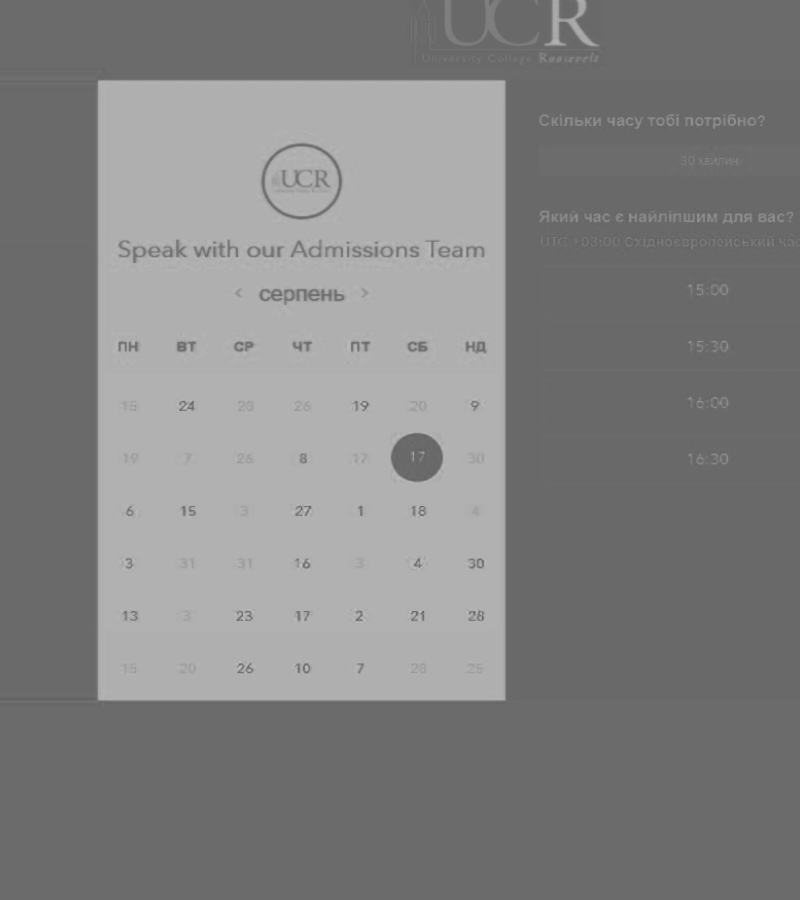 UCR
University College Roosevelt
UCR
Speak with our Admissions Team
< серпень >
ПН ВТ СР ЧТ ПТ СБ НД
15 24 28 26 19 20 9
19 7 26 8 17 17 30
6 15 3 27 1 18 4
3 31 31 16 3 4 30
13 3 23 17 2 21 28
15 20 26 10 7 28 25
Скільки часу тобі потрібно?
30 хвилин
Який час є найліпшим для вас?
UTC +03:00 Східноєвропейський час
15:00
15:30
16:00
16:30